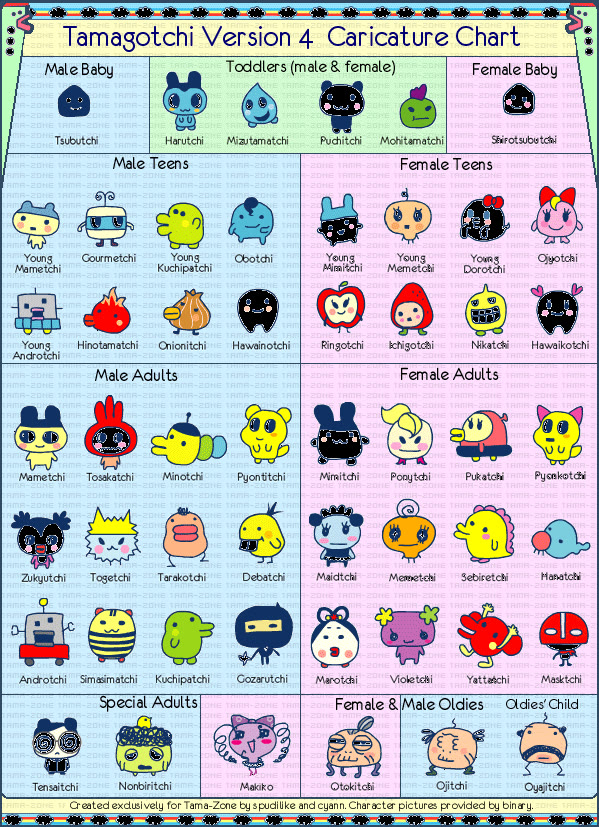 Tamagotchi Version 4 Caricature Chart
Male Baby
Toddlers (male & female)
Female Baby
Tsubutchi
Harutchi
Mizutamatchi
Puchitchi
Mohitamatchi
Shirotsubutchi
Male Teens
Female Teens
Young
Mametchi
Gourmetchi
Young
Kuchipatchi
Obotchi
Young
Mimitchi
Young
Memetchi
Young
Dorotchi
Ojyotchi
Young
Androtchi
Hinotamatchi
Onionitchi
Hawainotchi
Ringotchi
Ichigotchi
Nikatchi
Hawaikotchi
Male Adults
Female Adults
Mametchi
Tosakatchi
Minotchi
Pyontitchi
Mimitchi
Ponytchi
Pukatchi
Pyonkotchi
Zukyutchi
Togetchi
Tarakotchi
Debatchi
Maidtchi
Memetchi
Sebiretchi
Hanatchi
Androtchi
Simasimatchi
Kuchipatchi
Gozarutchi
Marotchi
Violetchi
Yattatchi
Masktchi
Special Adults
Female & Male Oldies
Oldies' Child
Tensaitchi
Nonbiritchi
Makiko
Otokitchi
Ojitchi
Oyajitchi
Created exclusively for Tama-Zone by spudilike and cyann. Character pictures provided by binary.